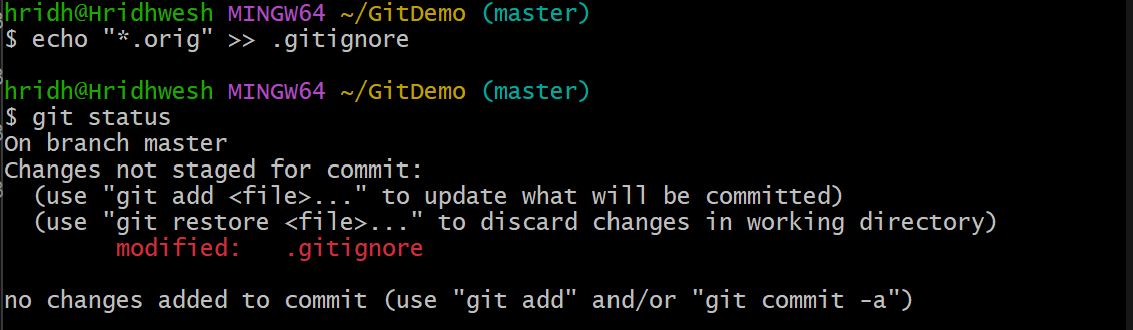 hridh@Hridhwesh MINGW64 ~/GitDemo (master)
$ echo "*.orig" >> .gitignore
hridh@Hridhwesh MINGW64 ~/GitDemo (master)
$ git status
On branch master
Changes not staged for commit:
  (use "git add <file>..." to update what will be committed)
  (use "git restore <file>..." to discard changes in working directory)
        modified:   .gitignore
no changes added to commit (use "git add" and/or "git commit -a")